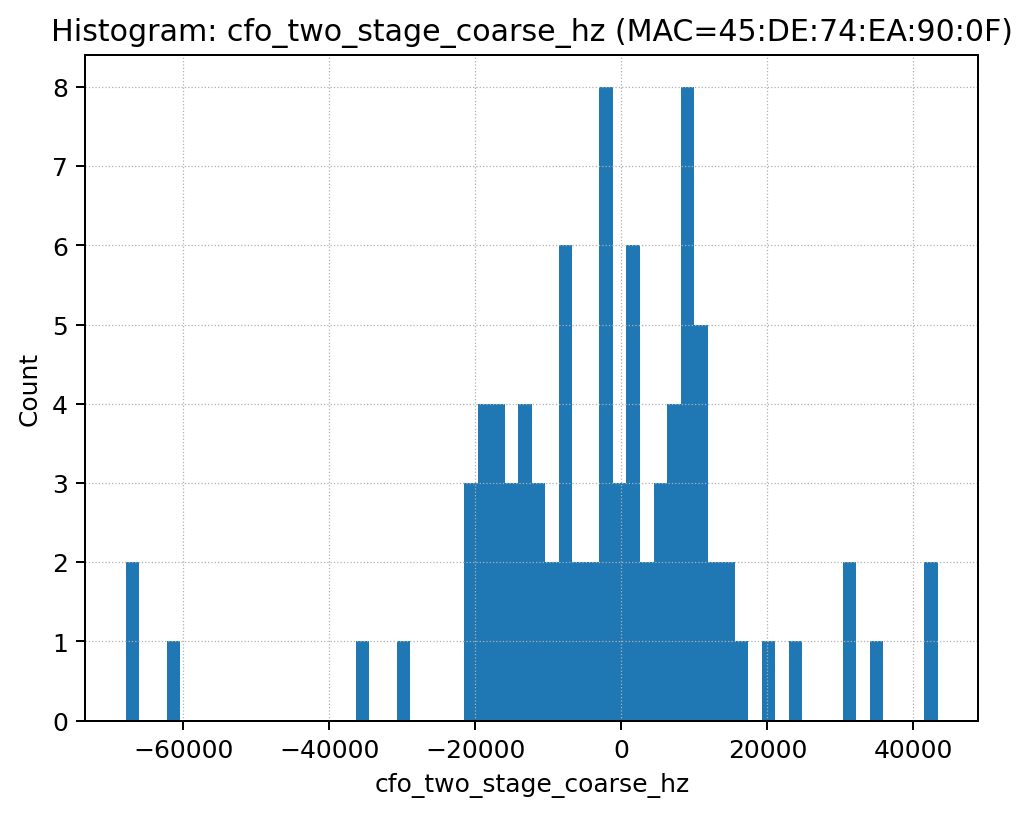 Histogram: cfo_two_stage_coarse_hz (MAC=45:DE:74:EA:90:0F)
8
7
6
5
4
3
2
1
0
Count
−60000 −40000 −20000 0 20000 40000
cfo_two_stage_coarse_hz